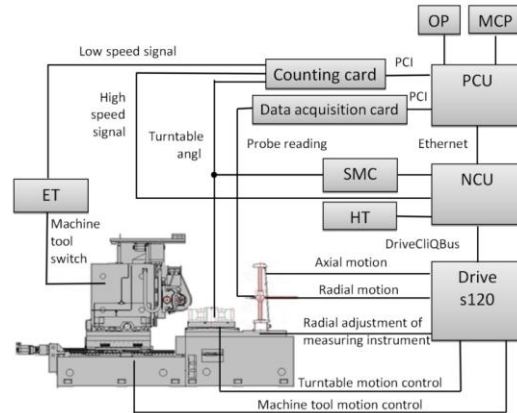 OP
MCP
Low speed signal
PCI
Counting card
PCU
High
speed
signal
PCI
Data acquisition card
Turntable
angl
Probe reading
Ethernet
SMC
NCU
ET
HT
Machine
tool
switch
DriveCliQBus
Axial motion
Drive
s120
Radial motion
Radial adjustment of
measuring instrument
Turntable motion control
Machine tool motion control